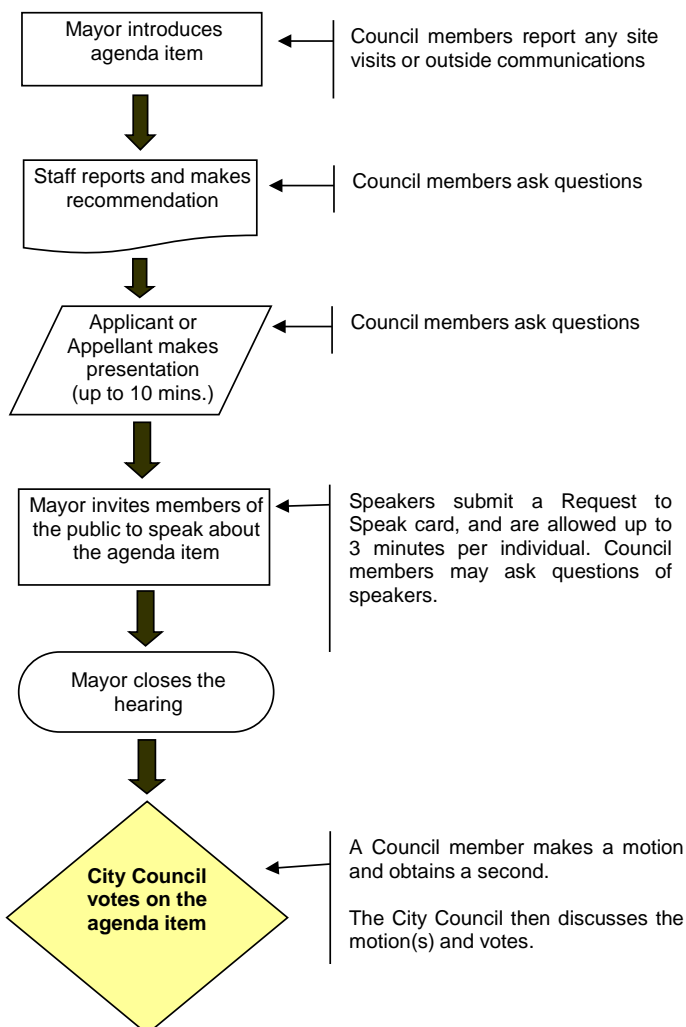 Mayor introduces
agenda item
Council members report any site
visits or outside communications
Staff reports and makes
recommendation
Council members ask questions
Applicant or
Appellant makes
presentation
(up to 10 mins.)
Council members ask questions
Mayor invites members of
the public to speak about
the agenda item
Speakers submit a Request to
Speak card, and are allowed up to
3 minutes per individual. Council
members may ask questions of
speakers.
Mayor closes the
hearing
City Council
votes on the
agenda item
A Council member makes a motion
and obtains a second.
The City Council then discusses the
motion(s) and votes.